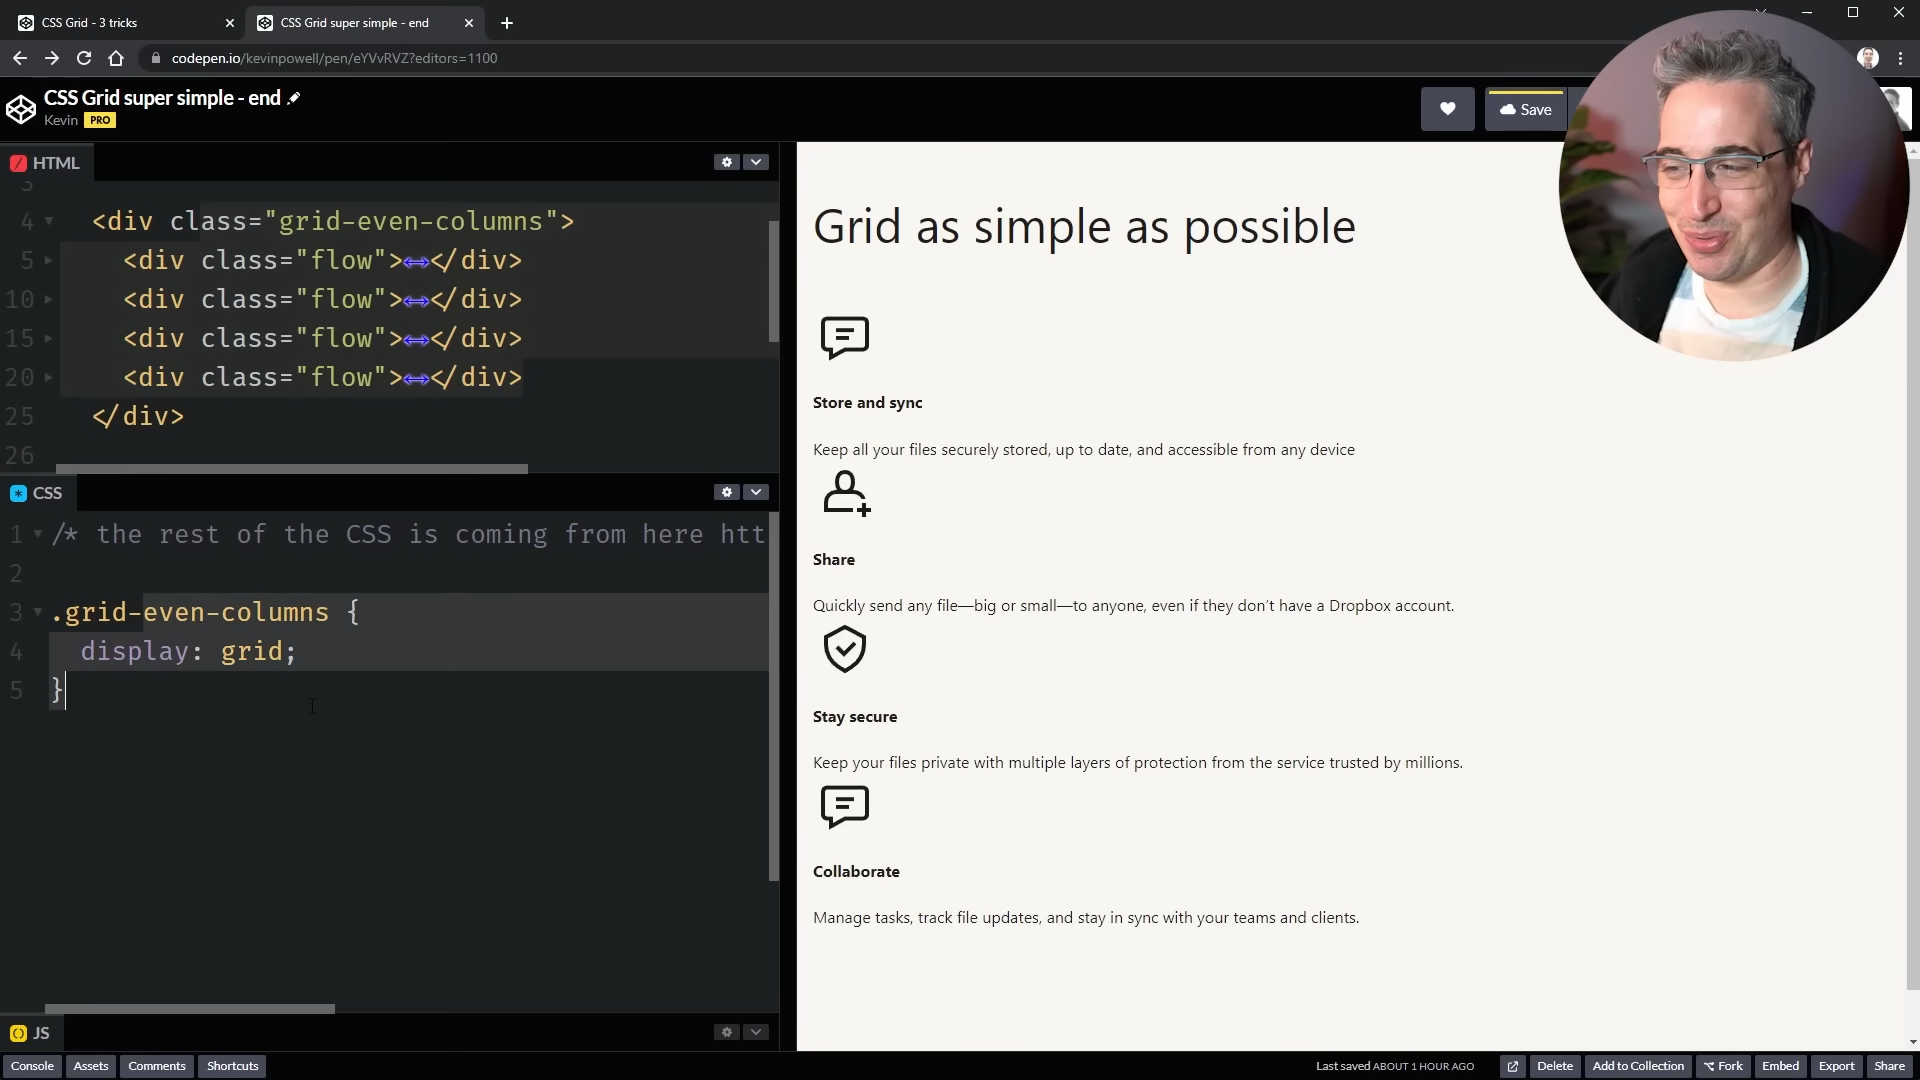 CSS Grid - 3 tricks
CSS Grid super simple - end
codepen.io/kevinpowell/pen/eYVvRVZ?editors=1100
CSS Grid super simple - end
Kevin PRO
Save
HTML
3
4 <div class="grid-even-columns">
5 <div class="flow"></div>
10 <div class="flow"></div>
15 <div class="flow"></div>
20 <div class="flow"></div>
25 </div>
26
CSS
1 /* the rest of the CSS is coming from here htt
2
3 .grid-even-columns {
4 display: grid;
5 }
JS
Grid as simple as possible
Store and sync
Keep all your files securely stored, up to date, and accessible from any device
Share
Quickly send any file—big or small—to anyone, even if they don’t have a Dropbox account.
Stay secure
Keep your files private with multiple layers of protection from the service trusted by millions.
Collaborate
Manage tasks, track file updates, and stay in sync with your teams and clients.
Console Assets Comments Shortcuts
Last saved ABOUT 1 HOUR AGO Delete Add to Collection Fork Embed Export Share